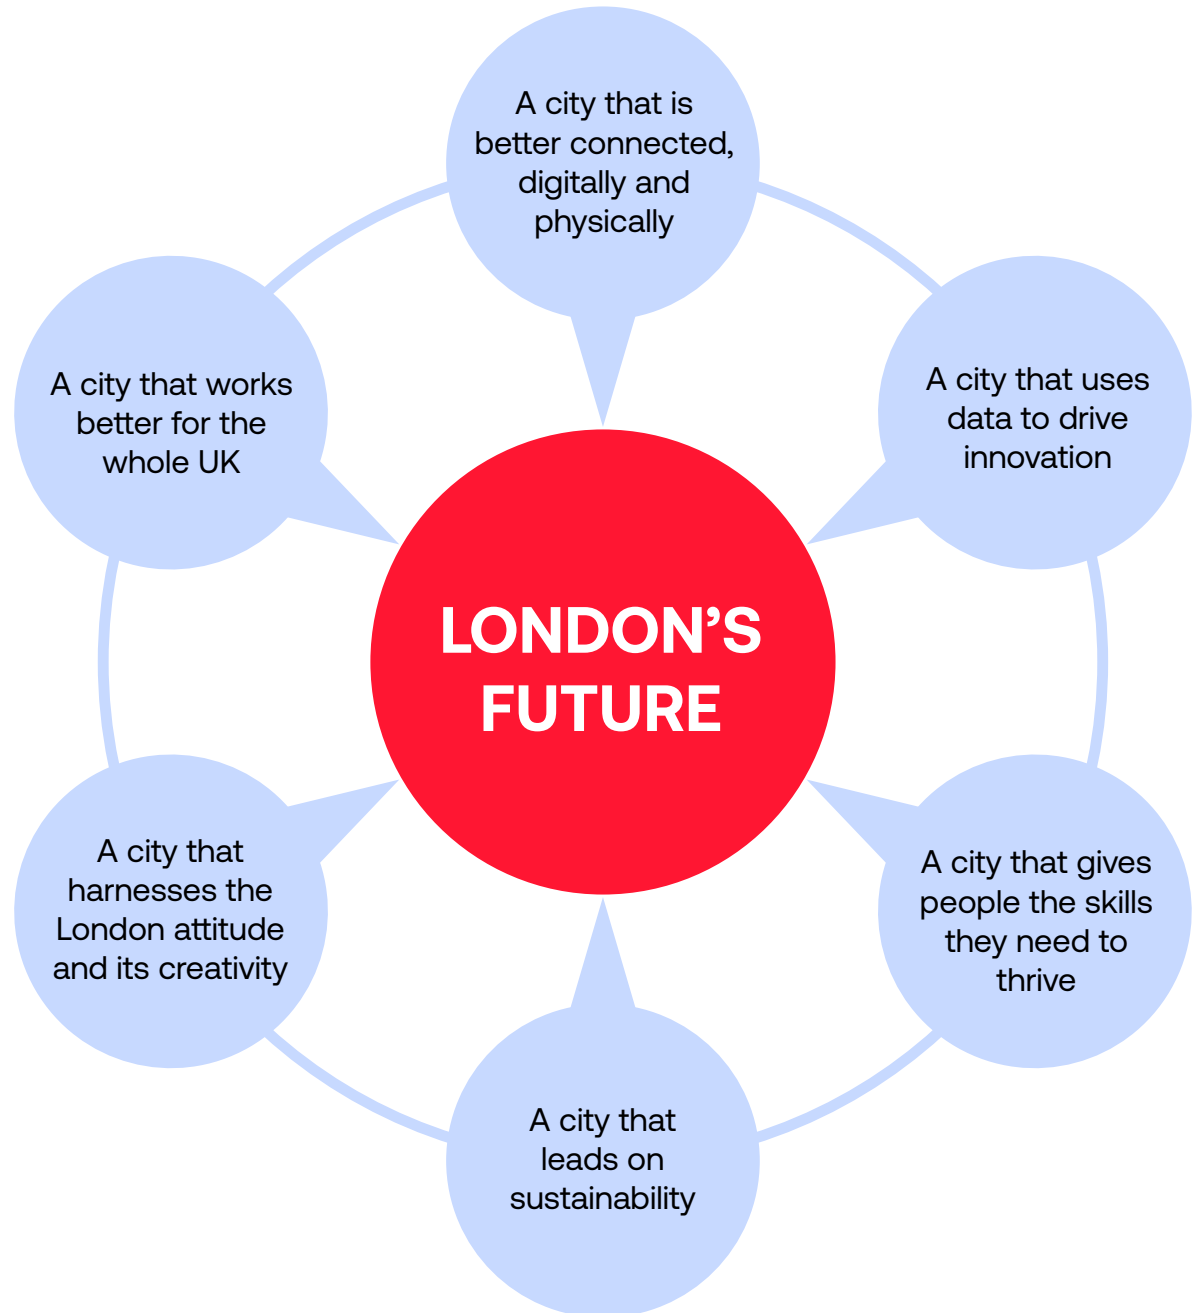 A city that is
better connected,
digitally and
physically
A city that uses
data to drive
innovation
A city that gives
people the skills
they need to
thrive
A city that
leads on
sustainability
A city that
harnesses the
London attitude
and its creativity
A city that works
better for the
whole UK
LONDON’S
FUTURE